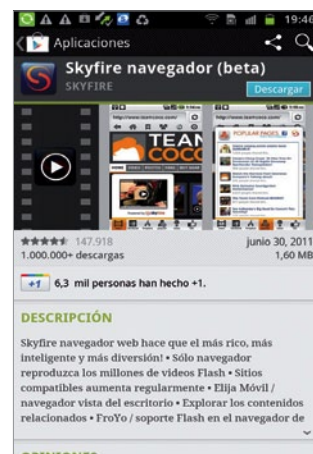 19:46
Aplicaciones
Skyfire navegador (beta)
SKYFIRE
Descargar
TEAM
COCO
POPULAR PAGES
147.918
junio 30, 2011
1.000.000+ descargas
1,60 MB
+1 6,3 mil personas han hecho +1.
DESCRIPCIÓN
Skyfire navegador web hace que el más rico, más
inteligente y más diversión! • Sólo navegador
reproduzca los millones de videos Flash • Sitios
compatibles aumenta regularmente • Elija Móvil /
navegador vista del escritorio • Explorar los contenidos
relacionados • FroYo / soporte Flash en el navegador de